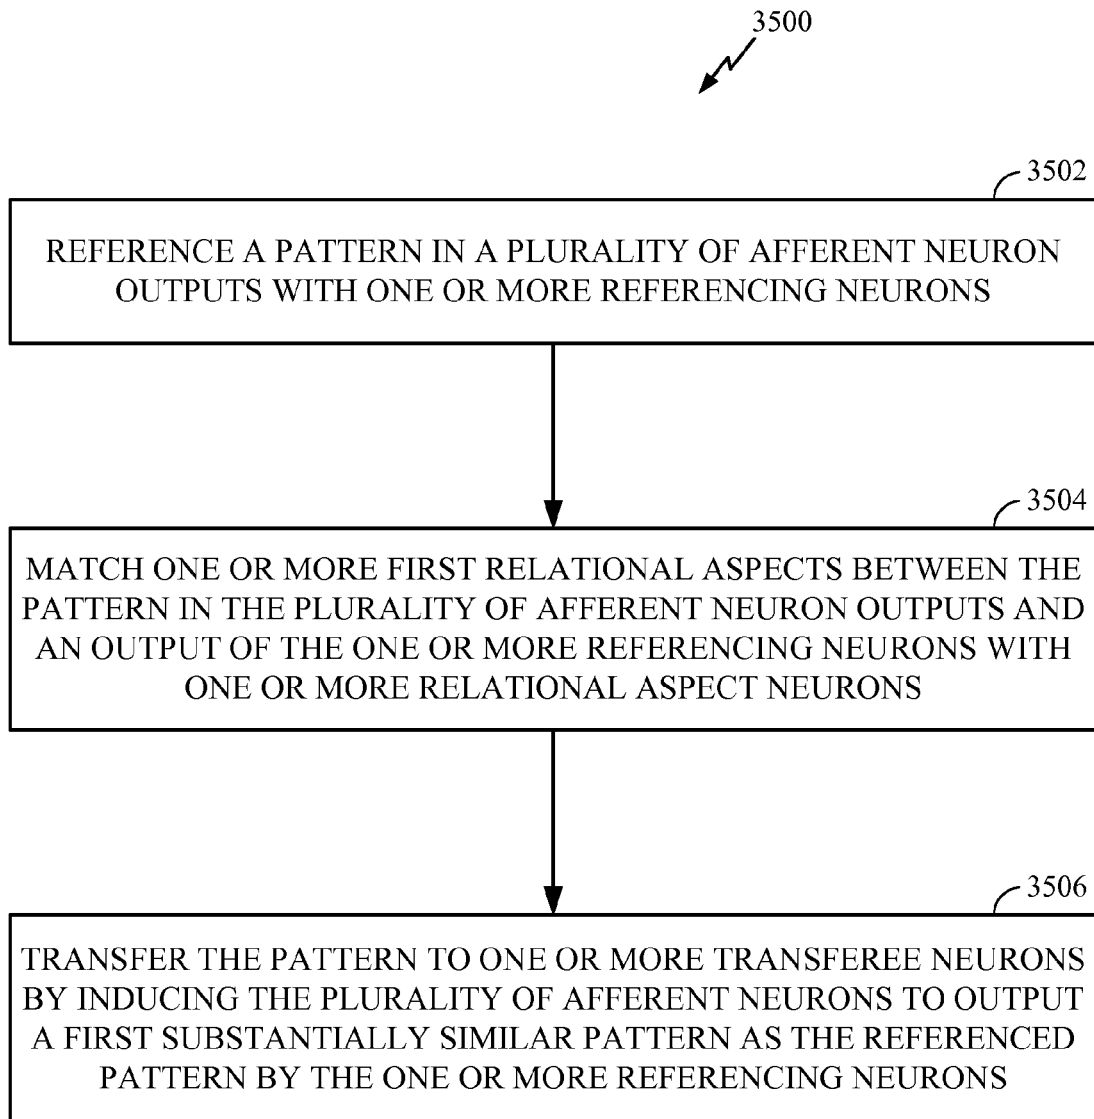 3500
3502
REFERENCE A PATTERN IN A PLURALITY OF AFFERENT NEURON
OUTPUTS WITH ONE OR MORE REFERENCING NEURONS
3504
MATCH ONE OR MORE FIRST RELATIONAL ASPECTS BETWEEN THE
PATTERN IN THE PLURALITY OF AFFERENT NEURON OUTPUTS AND
AN OUTPUT OF THE ONE OR MORE REFERENCING NEURONS WITH
ONE OR MORE RELATIONAL ASPECT NEURONS
3506
TRANSFER THE PATTERN TO ONE OR MORE TRANSFEREE NEURONS
BY INDUCING THE PLURALITY OF AFFERENT NEURONS TO OUTPUT
A FIRST SUBSTANTIALLY SIMILAR PATTERN AS THE REFERENCED
PATTERN BY THE ONE OR MORE REFERENCING NEURONS